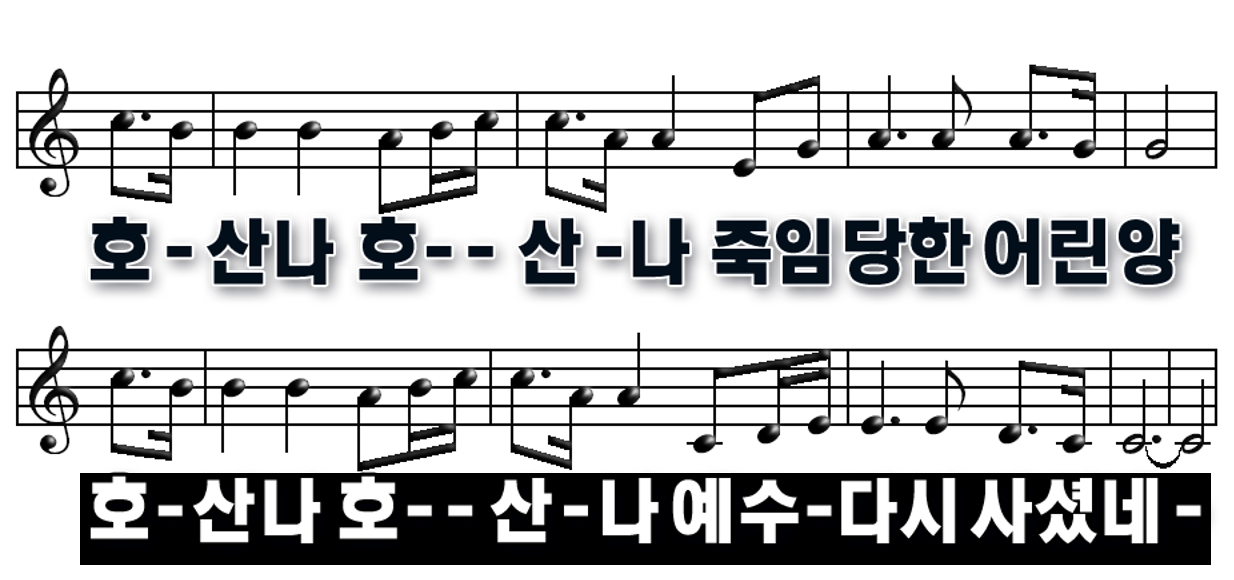 호 - 산나 호- - 산 -나 죽임당한어린양
호-산나 호-- 산-나예수-다시사셨네 -